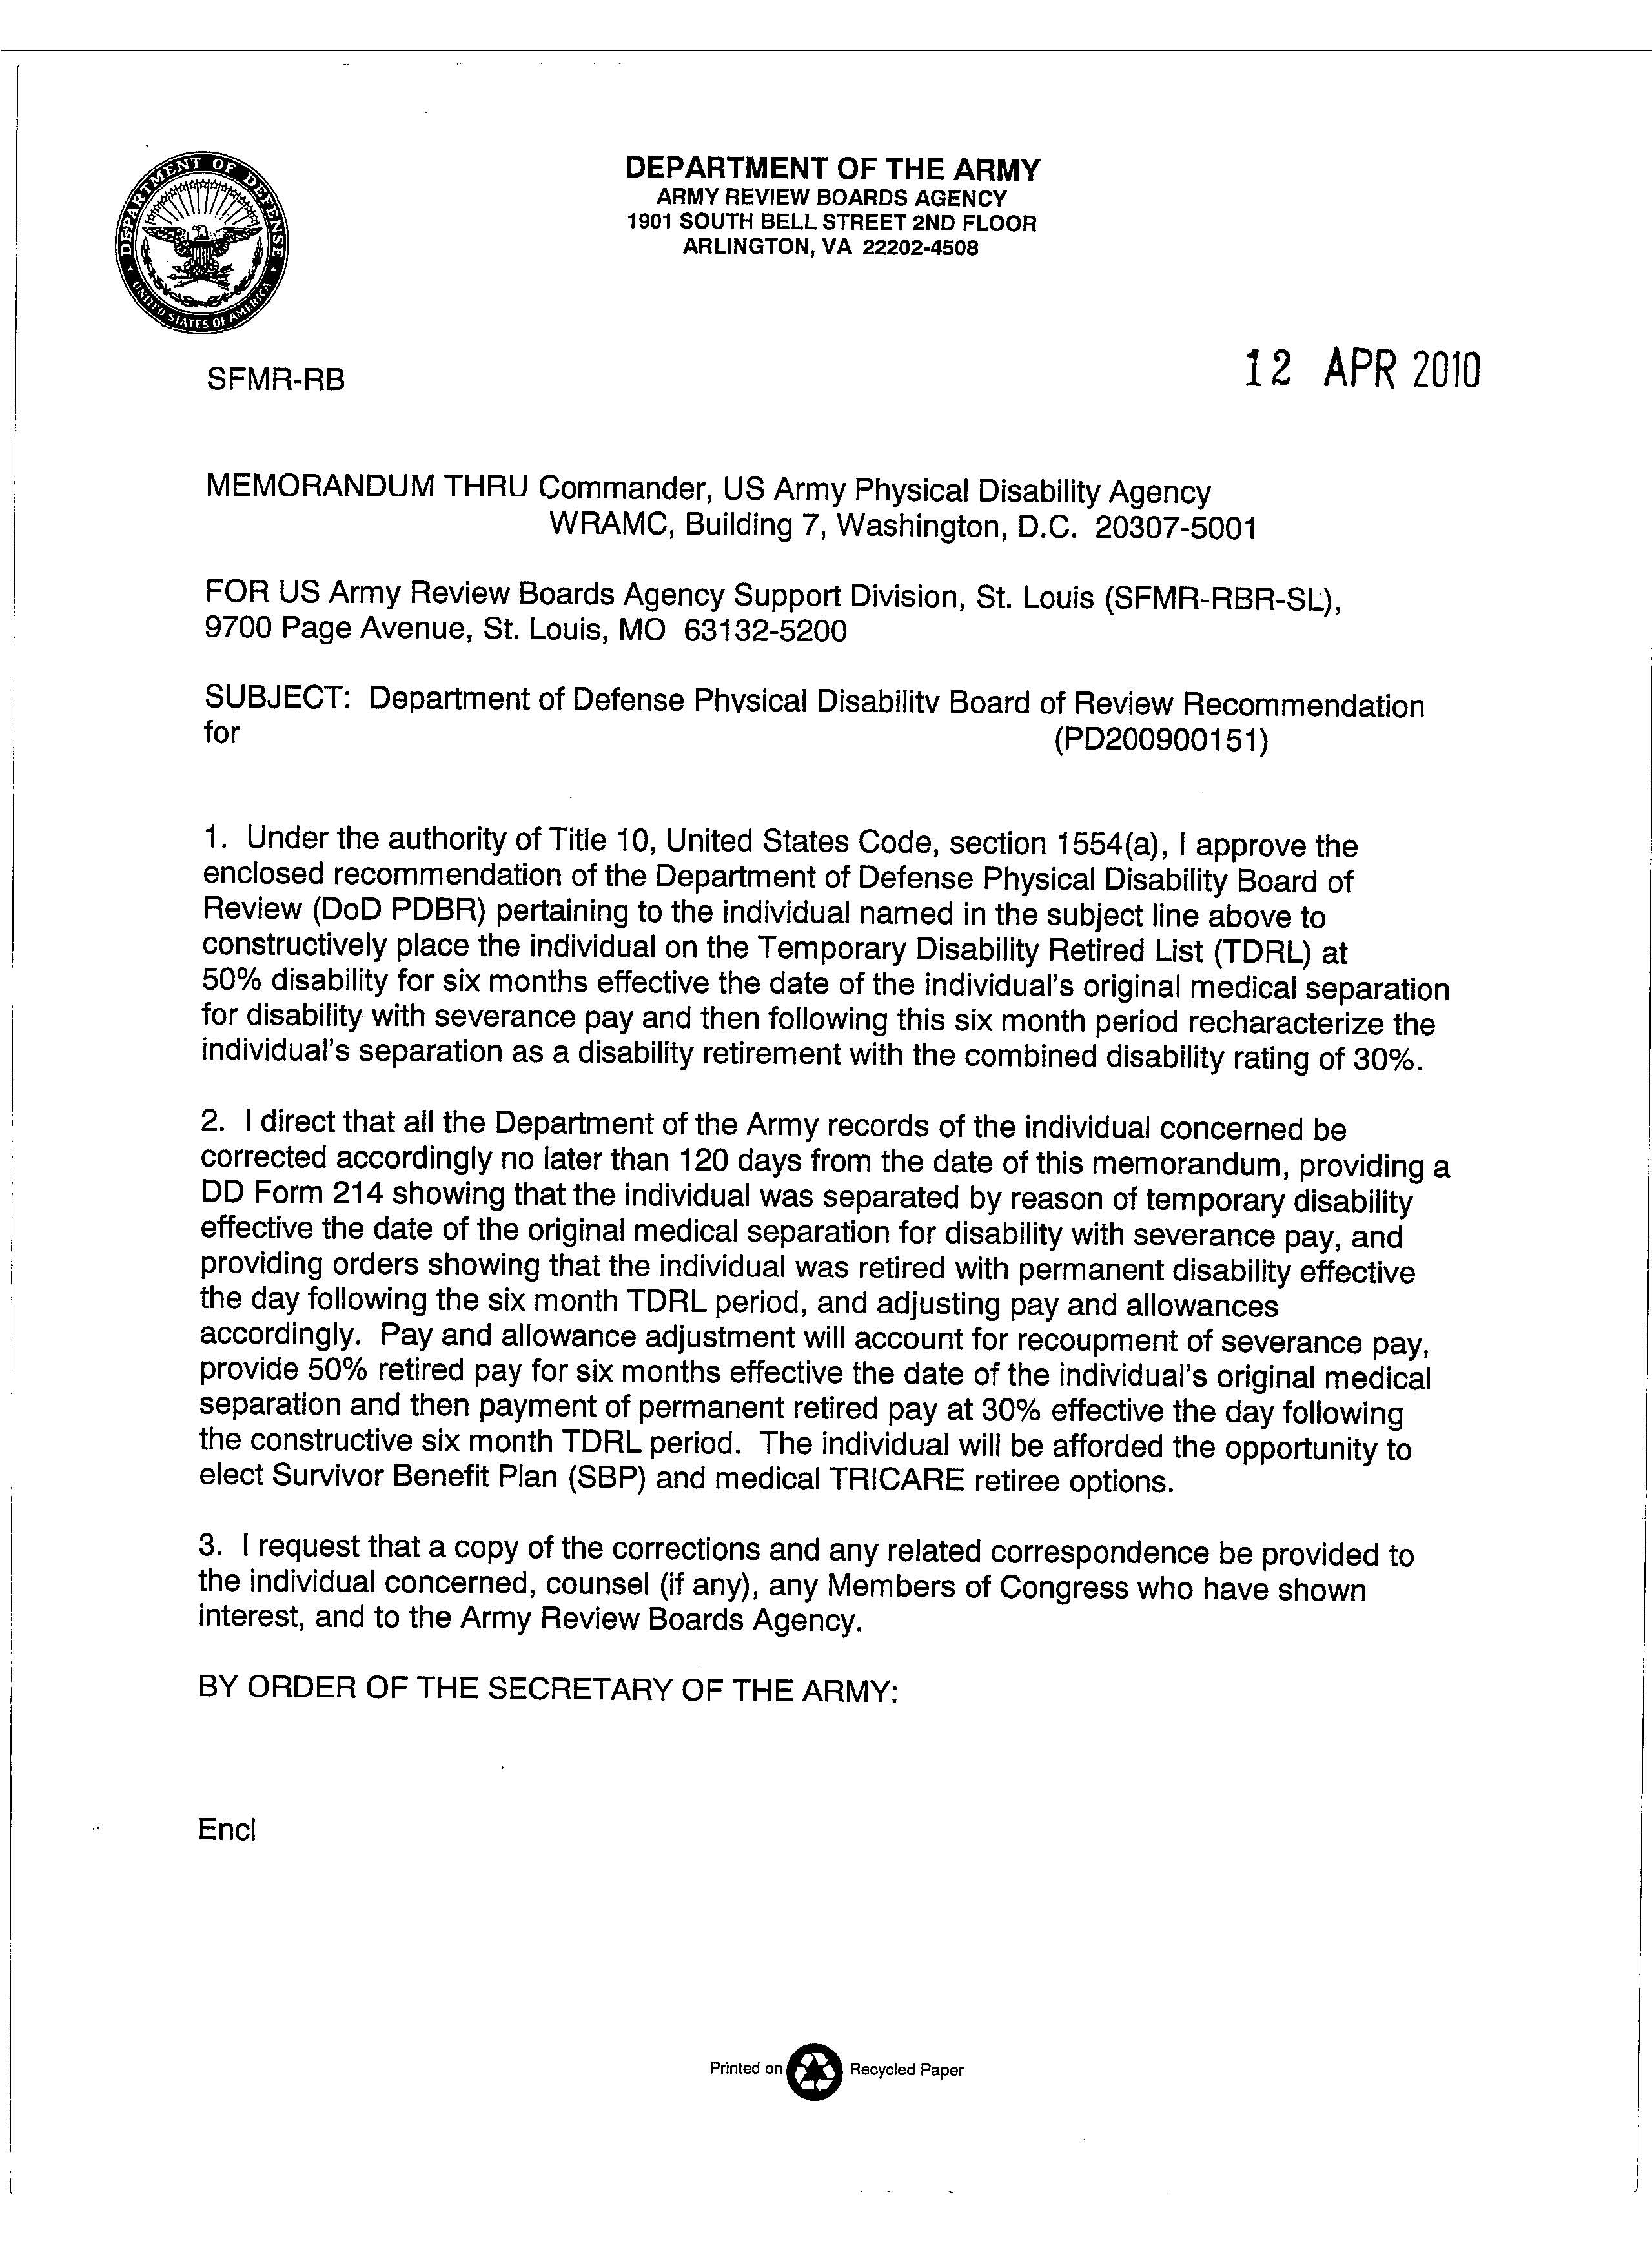 DEPARTMENT OF DEFENSE
UNITED STATES OF AMERICA
DEPARTMENT OF THE ARMY
ARMY REVIEW BOARDS AGENCY
1901 SOUTH BELL STREET 2ND FLOOR
ARLINGTON, VA 22202-4508
SFMR-RB
12 APR 2010
MEMORANDUM THRU Commander, US Army Physical Disability Agency
WRAMC, Building 7, Washington, D.C. 20307-5001
FOR US Army Review Boards Agency Support Division, St. Louis (SFMR-RBR-SL),
9700 Page Avenue, St. Louis, MO 63132-5200
SUBJECT: Department of Defense Physical Disability Board of Review Recommendation
for (PD200900151)
1. Under the authority of Title 10, United States Code, section 1554(a), I approve the
enclosed recommendation of the Department of Defense Physical Disability Board of
Review (DoD PDBR) pertaining to the individual named in the subject line above to
constructively place the individual on the Temporary Disability Retired List (TDRL) at
50% disability for six months effective the date of the individual's original medical separation
for disability with severance pay and then following this six month period recharacterize the
individual's separation as a disability retirement with the combined disability rating of 30%.
2. I direct that all the Department of the Army records of the individual concerned be
corrected accordingly no later than 120 days from the date of this memorandum, providing a
DD Form 214 showing that the individual was separated by reason of temporary disability
effective the date of the original medical separation for disability with severance pay, and
providing orders showing that the individual was retired with permanent disability effective
the day following the six month TDRL period, and adjusting pay and allowances
accordingly. Pay and allowance adjustment will account for recoupment of severance pay,
provide 50% retired pay for six months effective the date of the individual's original medical
separation and then payment of permanent retired pay at 30% effective the day following
the constructive six month TDRL period. The individual will be afforded the opportunity to
elect Survivor Benefit Plan (SBP) and medical TRICARE retiree options.
3. I request that a copy of the corrections and any related correspondence be provided to
the individual concerned, counsel (if any), any Members of Congress who have shown
interest, and to the Army Review Boards Agency.
BY ORDER OF THE SECRETARY OF THE ARMY:
Encl
Printed on Recycled Paper